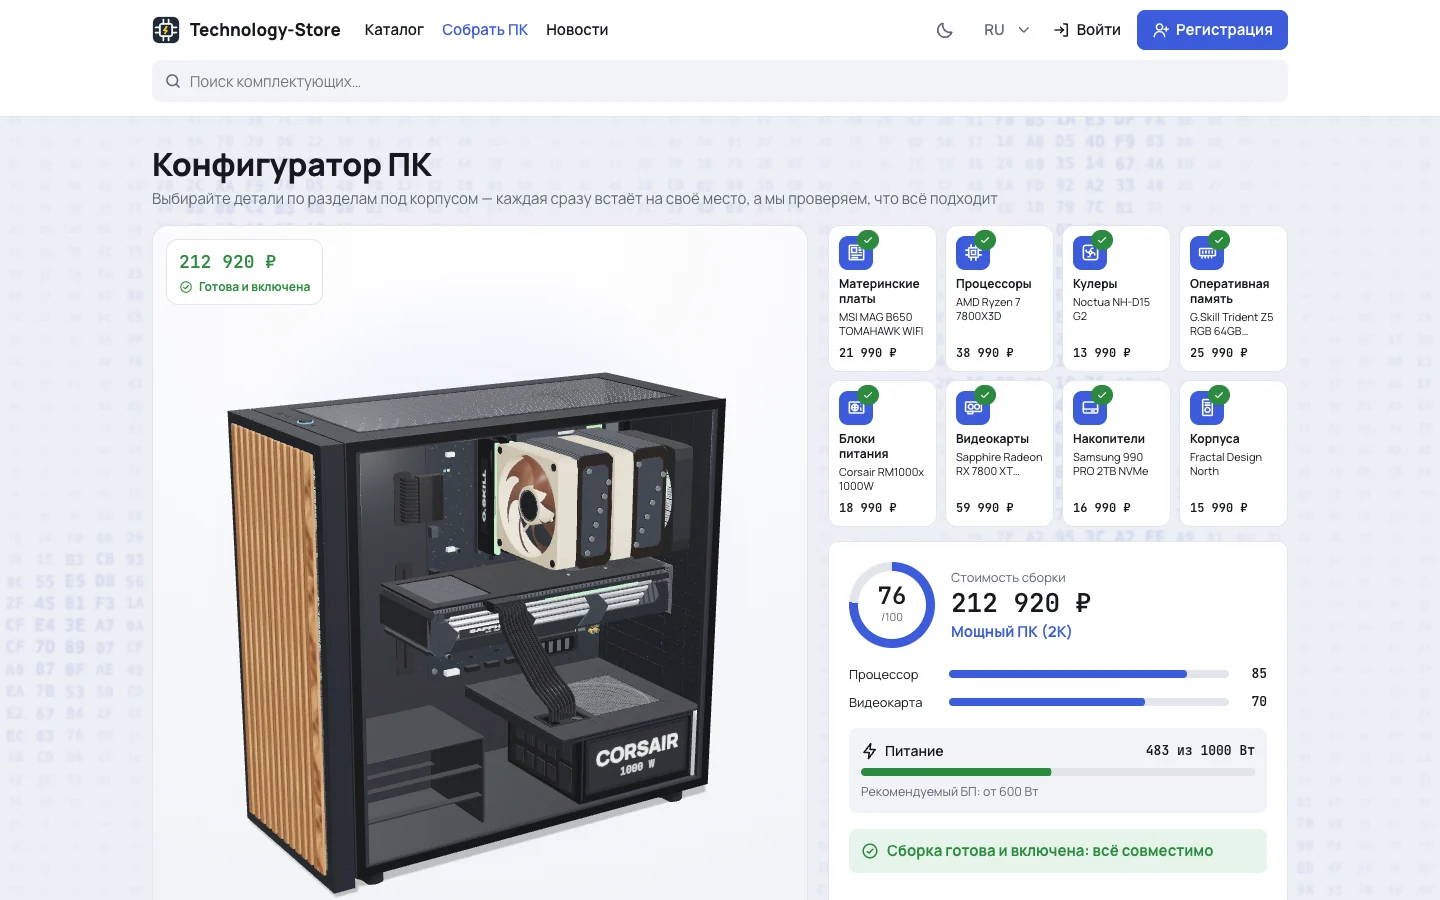 Technology-Store
Каталог
Собрать ПК
Новости
RU
Войти
Регистрация
Поиск комплектующих...
Конфигуратор ПК
Выбирайте детали по разделам под корпусом — каждая сразу встаёт на своё место, а мы проверяем, что всё подходит
212 920 ₽
Готова и включена
Материнские
платы
MSI MAG B650
TOMAHAWK WIFI
21 990 ₽
Процессоры
AMD Ryzen 7
7800X3D
38 990 ₽
Кулеры
Noctua NH-D15
G2
13 990 ₽
Оперативная
память
G.Skill Trident Z5
RGB 64GB...
25 990 ₽
Блоки
питания
Corsair RM1000x
1000W
18 990 ₽
Видеокарты
Sapphire Radeon
RX 7800 XT...
59 990 ₽
Накопители
Samsung 990
PRO 2TB NVMe
16 990 ₽
Корпуса
Fractal Design
North
15 990 ₽
G.SKILL
CORSAIR
1000 W
76
/100
Стоимость сборки
212 920 ₽
Мощный ПК (2K)
Процессор
85
Видеокарта
70
Питание
483 из 1000 Вт
Рекомендуемый БП: от 600 Вт
Сборка готова и включена: всё совместимо